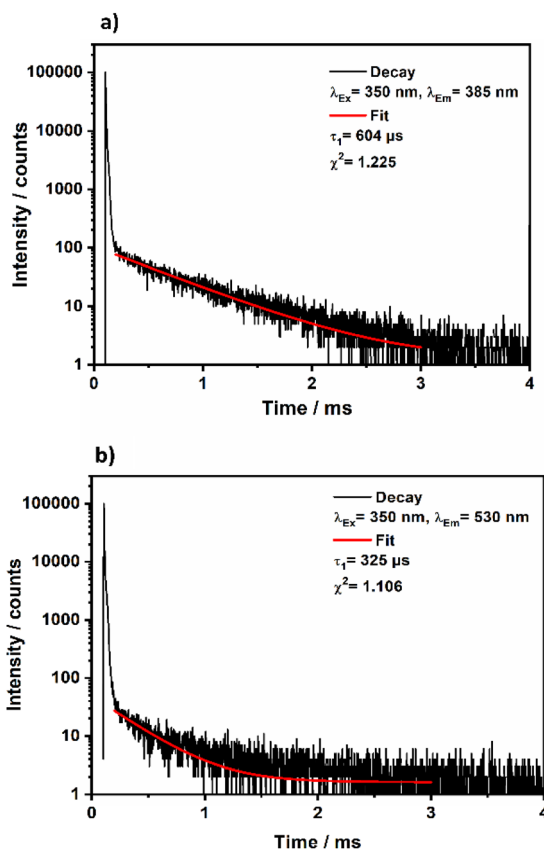 a)
100000
10000
1000
100
10
1
Intensity / counts
Decay
λEx= 350 nm, λEm= 385 nm
Fit
τ1= 604 µs
χ²= 1.225
0 1 2 3 4
Time / ms
b)
100000
10000
1000
100
10
1
Intensity / counts
Decay
λEx= 350 nm, λEm= 530 nm
Fit
τ1= 325 µs
χ²= 1.106
0 1 2 3 4
Time / ms